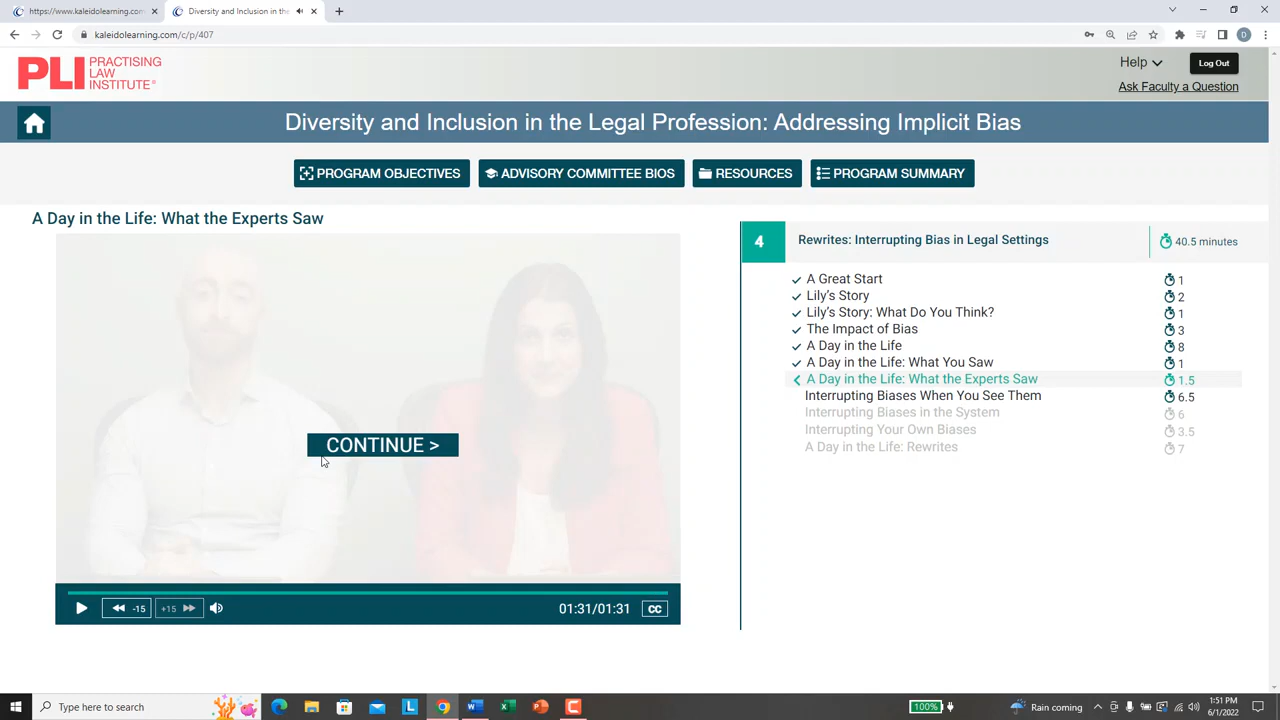 https://www.kaleidolearning.com
Diversity and Inclusion in the
kaleidolearning.com/c/p/407
D
PLI PRACTISING LAW INSTITUTE®
Help
Log Out
Ask Faculty a Question
Diversity and Inclusion in the Legal Profession: Addressing Implicit Bias
PROGRAM OBJECTIVES
ADVISORY COMMITTEE BIOS
RESOURCES
PROGRAM SUMMARY
A Day in the Life: What the Experts Saw
CONTINUE >
-15
+15
01:31/01:31
CC
4
Rewrites: Interrupting Bias in Legal Settings
40.5 minutes
A Great Start 1
Lily's Story 2
Lily's Story: What Do You Think? 1
The Impact of Bias 3
A Day in the Life 8
A Day in the Life: What You Saw 1
A Day in the Life: What the Experts Saw 1.5
Interrupting Biases When You See Them 6.5
Interrupting Biases in the System 6
Interrupting Your Own Biases 3.5
A Day in the Life: Rewrites 7
Type here to search
L
100%
Rain coming
1:51 PM
6/1/2022